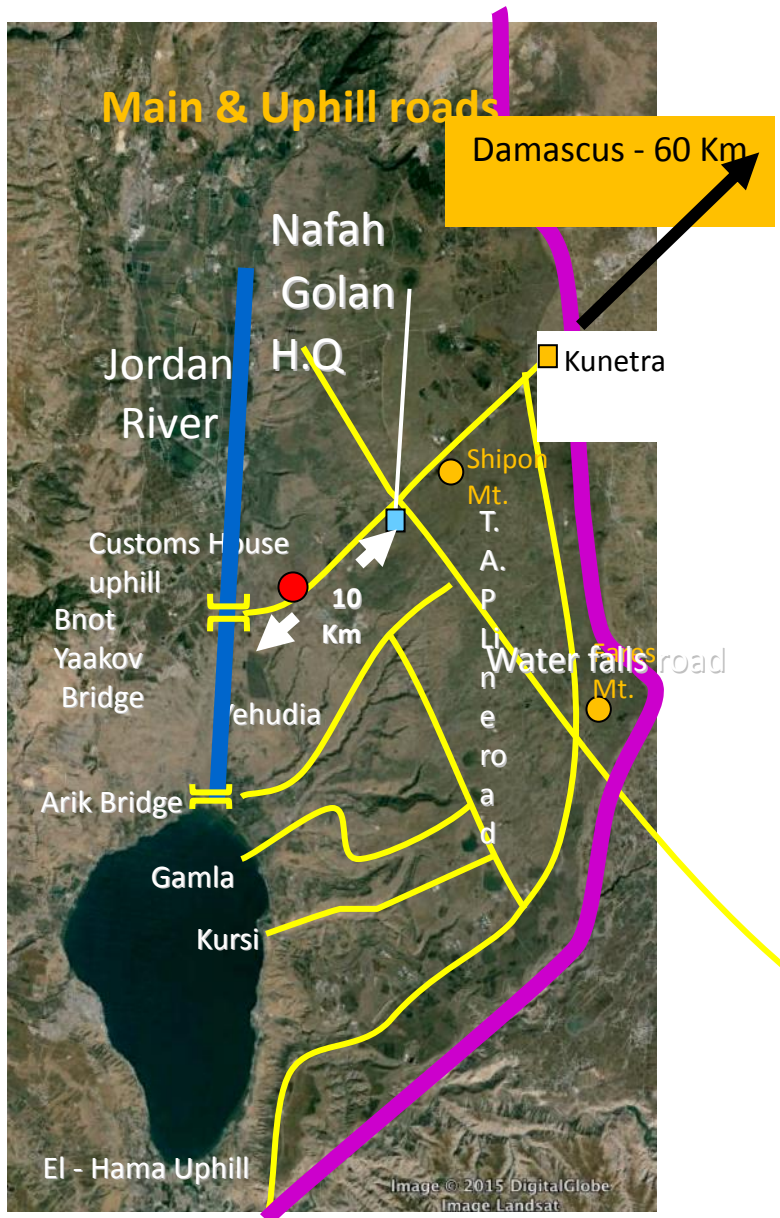 Main & Uphill roads
Damascus - 60 Km
Nafah
Golan
H.Q
Jordan
River
Kunetra
Shipon
Mt.
T.
A.
P
Li
n
e
ro
a
d
Customs House
uphill
10
Km
Bnot
Yaakov
Bridge
Water falls road
Fares
Mt.
Yehudia
Arik Bridge
Gamla
Kursi
El - Hama Uphill
Image © 2015 DigitalGlobe
Image Landsat